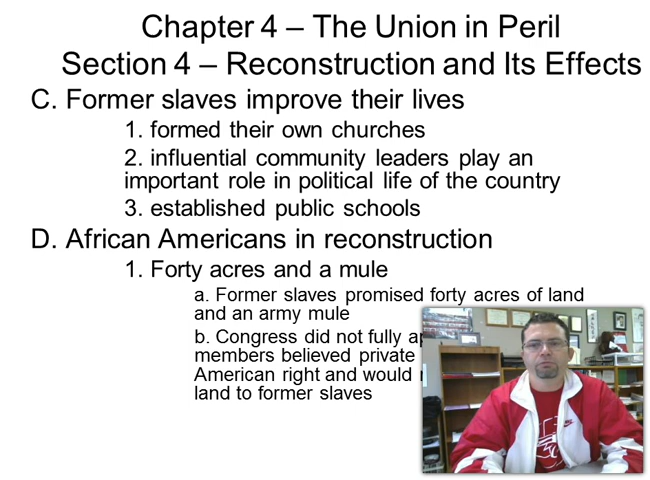 Chapter 4 – The Union in Peril
Section 4 – Reconstruction and Its Effects
C. Former slaves improve their lives
1. formed their own churches
2. influential community leaders play an
important role in political life of the country
3. established public schools
D. African Americans in reconstruction
1. Forty acres and a mule
a. Former slaves promised forty acres of land
and an army mule
b. Congress did not fully
members believed private
American right and would
land to former slaves